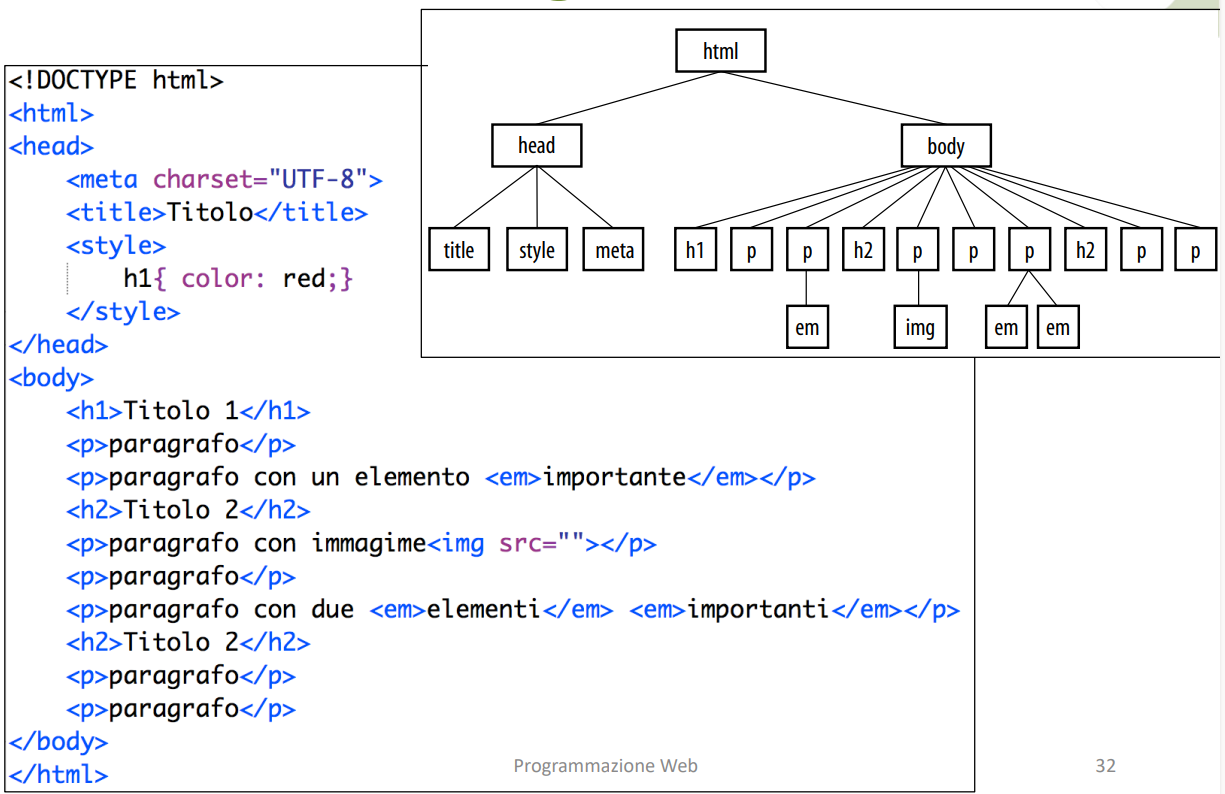 <!DOCTYPE html>
<html>
<head>
    <meta charset="UTF-8">
    <title>Titolo</title>
    <style>
        h1{ color: red;}
    </style>
</head>
<body>
    <h1>Titolo 1</h1>
    <p>paragrafo</p>
    <p>paragrafo con un elemento <em>importante</em></p>
    <h2>Titolo 2</h2>
    <p>paragrafo con immagime<img src=""></p>
    <p>paragrafo</p>
    <p>paragrafo con due <em>elementi</em> <em>importanti</em></p>
    <h2>Titolo 2</h2>
    <p>paragrafo</p>
    <p>paragrafo</p>
</body>
</html>
html
head body
title style meta h1 p p h2 p p p h2 p p
em img em em
Programmazione Web 32